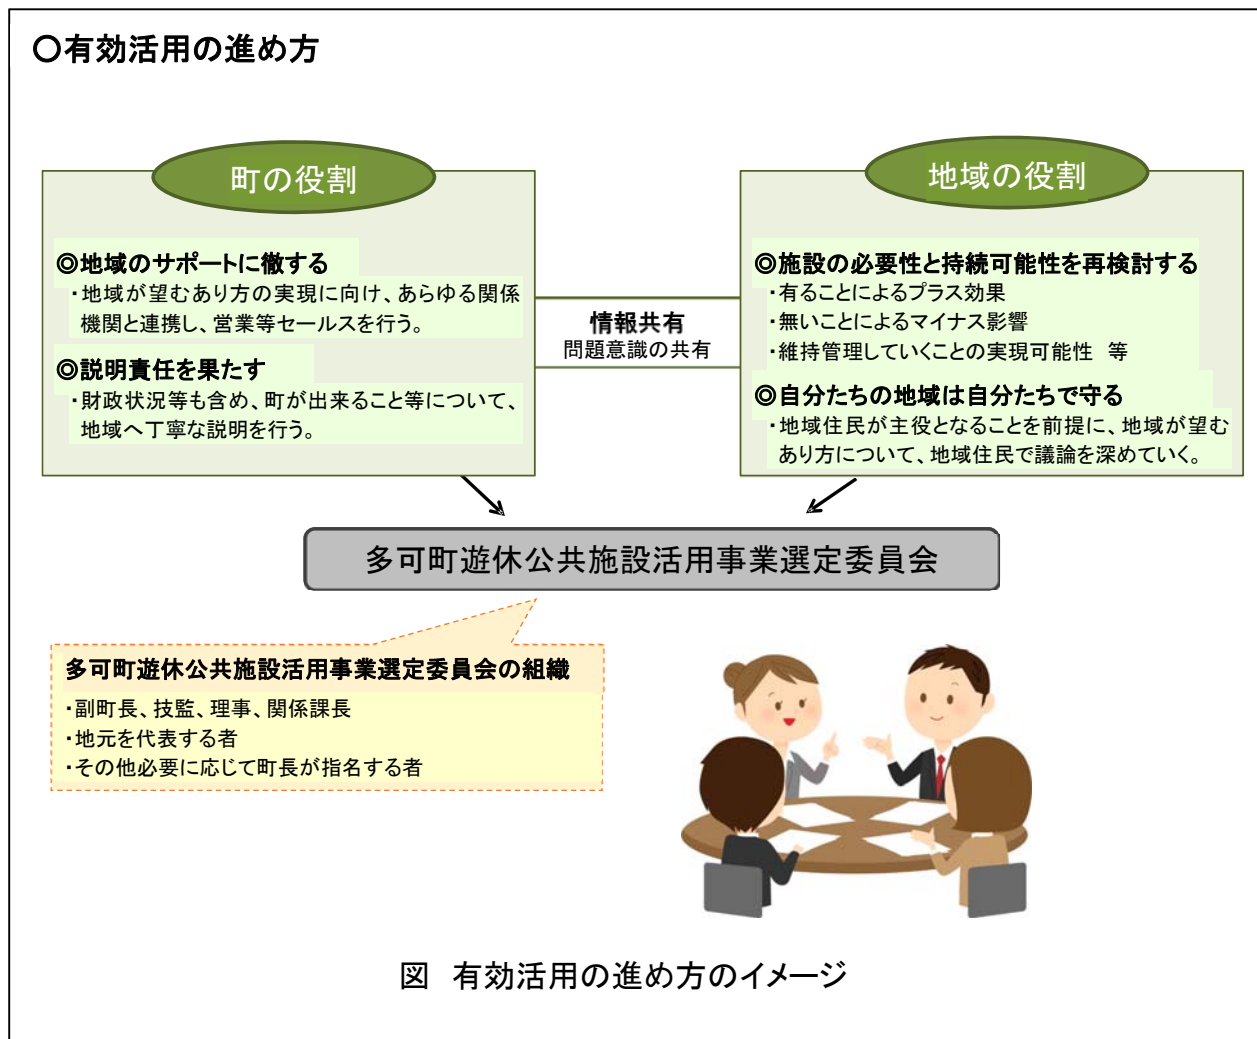 〇有効活用の進め方
町の役割
◎地域のサポートに徹する
・地域が望むあり方の実現に向け、あらゆる関係
機関と連携し、営業等セールスを行う。
◎説明責任を果たす
・財政状況等も含め、町が出来ること等について、
地域へ丁寧な説明を行う。
情報共有
問題意識の共有
地域の役割
◎施設の必要性と持続可能性を再検討する
・有ることによるプラス効果
・無いことによるマイナス影響
・維持管理していくことの実現可能性　等
◎自分たちの地域は自分たちで守る
・地域住民が主役となることを前提に、地域が望む
あり方について、地域住民で議論を深めていく。
多可町遊休公共施設活用事業選定委員会
多可町遊休公共施設活用事業選定委員会の組織
・副町長、技監、理事、関係課長
・地元を代表する者
・その他必要に応じて町長が指名する者
図　有効活用の進め方のイメージ